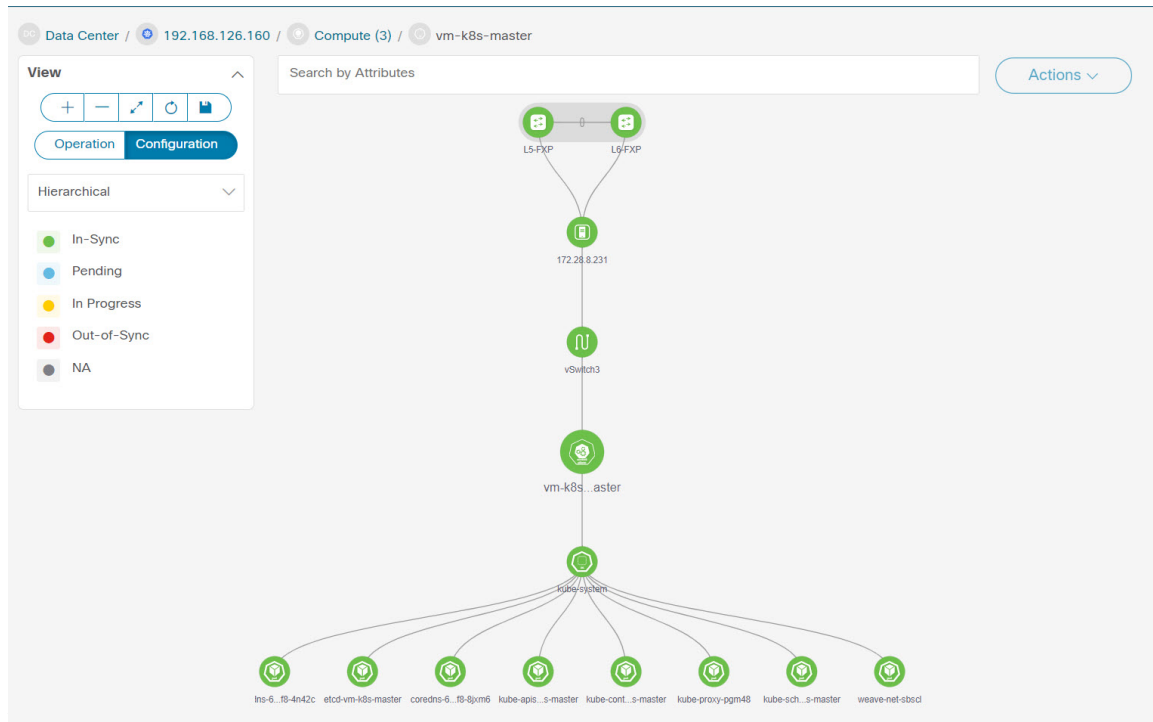 DC Data Center / 192.168.126.160 / Compute (3) / vm-k8s-master
View
Search by Attributes
Actions
Operation Configuration
Hierarchical
In-Sync
Pending
In Progress
Out-of-Sync
NA
L5-FXP L6-FXP
172.28.8.231
vSwitch3
vm-k8s...aster
kube-system
lns-6...f8-4n42c etcd-vm-k8s-master coredns-6...f8-8jxm6 kube-apis...s-master kube-cont...s-master kube-proxy-pgm48 kube-sch...s-master weave-net-sbscl